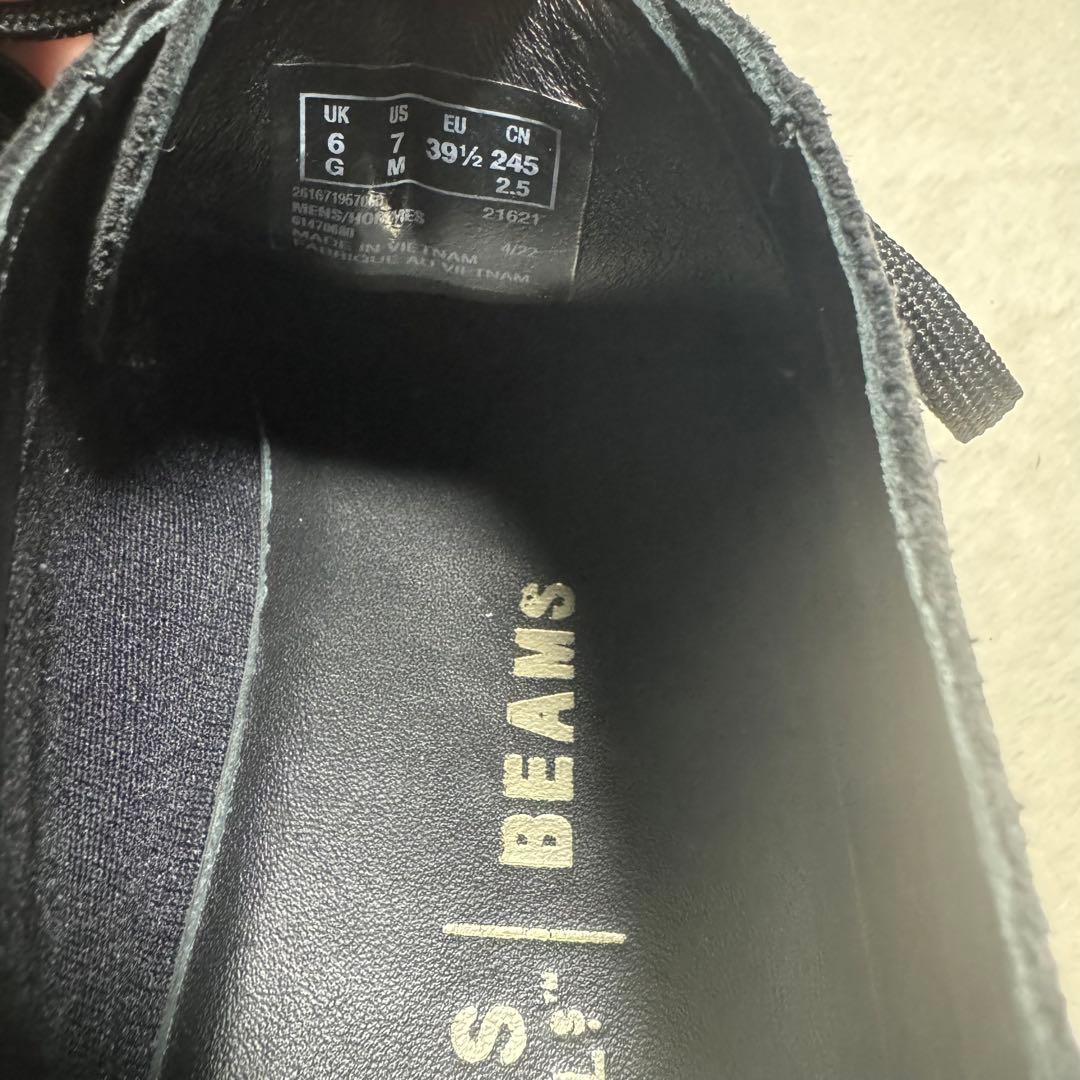 UK US EU CN
6 7 39½ 245
G M 2.5
21621
MENS/HOMMES
4/22
MADE IN VIETNAM
FABRIQUE AU VIETNAM
S | BEAMS